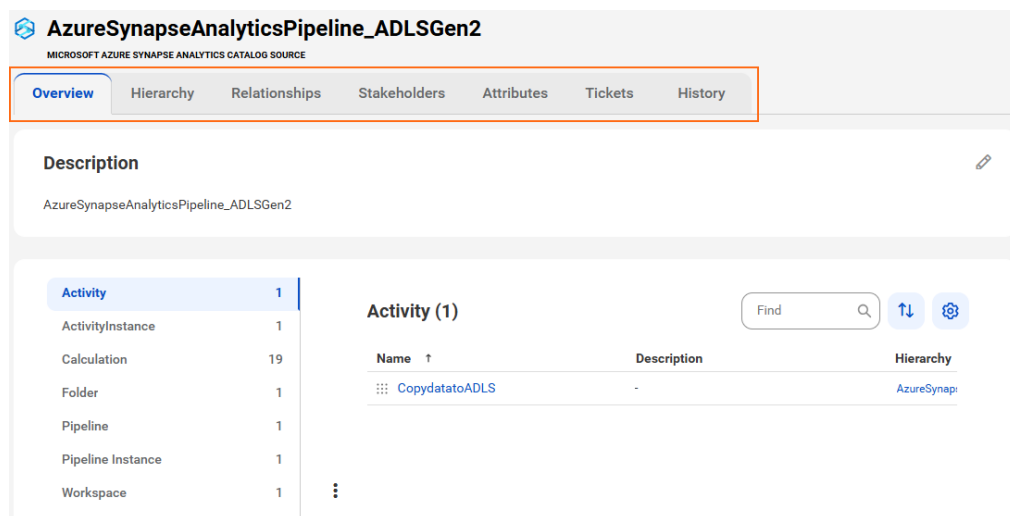 AzureSynapseAnalyticsPipeline_ADLSGen2
MICROSOFT AZURE SYNAPSE ANALYTICS CATALOG SOURCE
Overview Hierarchy Relationships Stakeholders Attributes Tickets History
Description
AzureSynapseAnalyticsPipeline_ADLSGen2
Activity 1
ActivityInstance 1
Calculation 19
Folder 1
Pipeline 1
Pipeline Instance 1
Workspace 1
Activity (1)
Find
Name ↑ Description Hierarchy
CopydatatoADLS - AzureSynaps